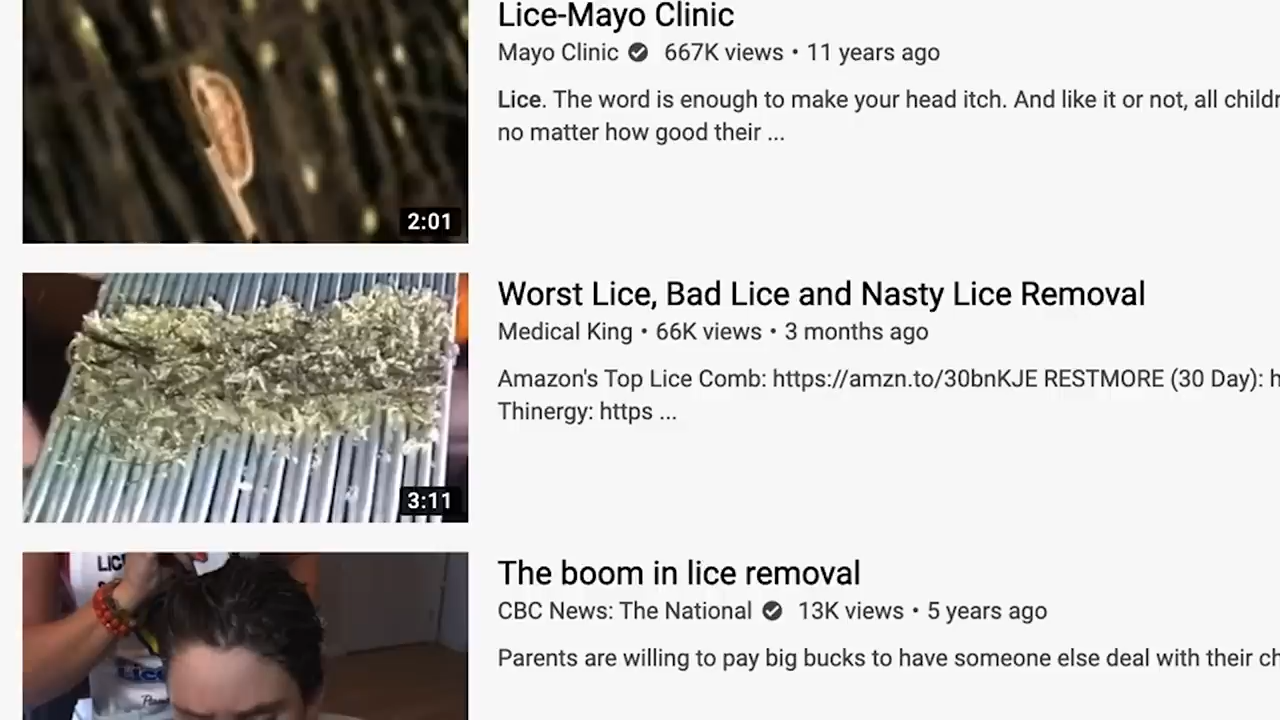 Lice-Mayo Clinic
Mayo Clinic 667K views • 11 years ago
Lice. The word is enough to make your head itch. And like it or not, all childr
no matter how good their ...
2:01
Worst Lice, Bad Lice and Nasty Lice Removal
Medical King • 66K views • 3 months ago
Amazon's Top Lice Comb: https://amzn.to/30bnKJE RESTMORE (30 Day): h
Thinergy: https ...
3:11
The boom in lice removal
CBC News: The National 13K views • 5 years ago
Parents are willing to pay big bucks to have someone else deal with their ch